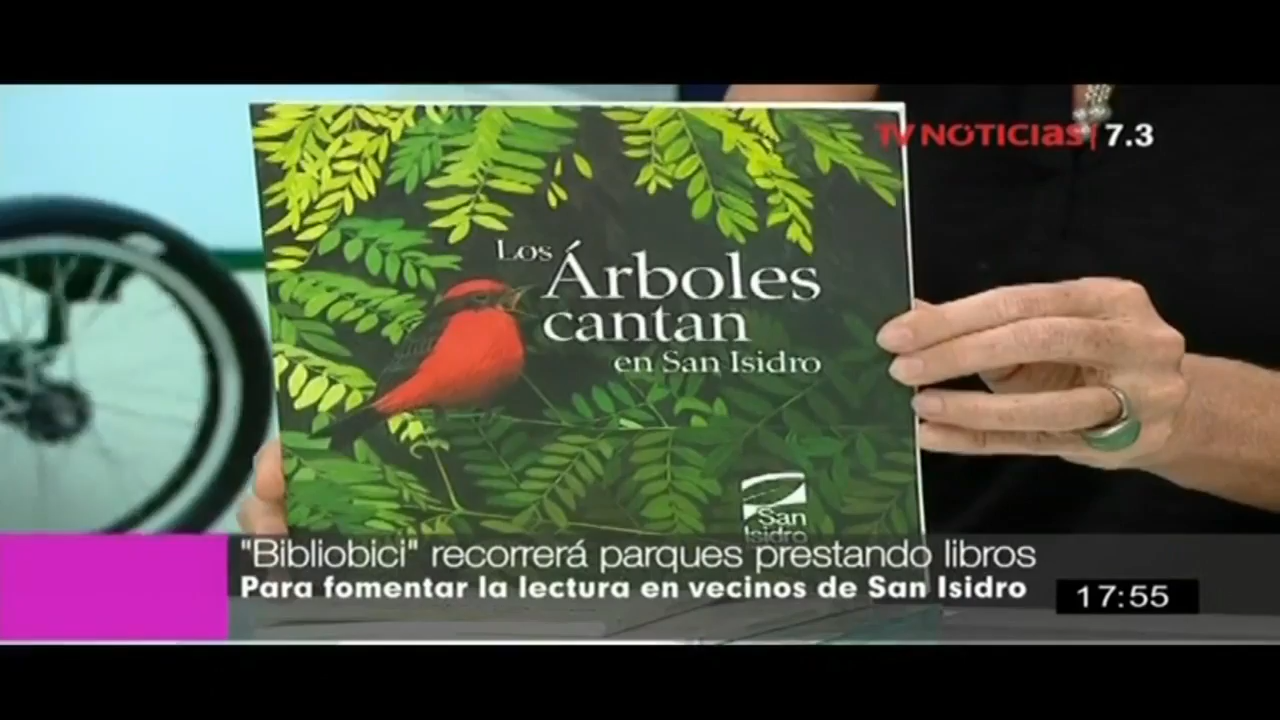 TV NOTICIAS | 7.3
Los
Árboles
cantan
en San Isidro
San
Isidro
"Bibliobici" recorrerá parques prestando libros
Para fomentar la lectura en vecinos de San Isidro
17:55